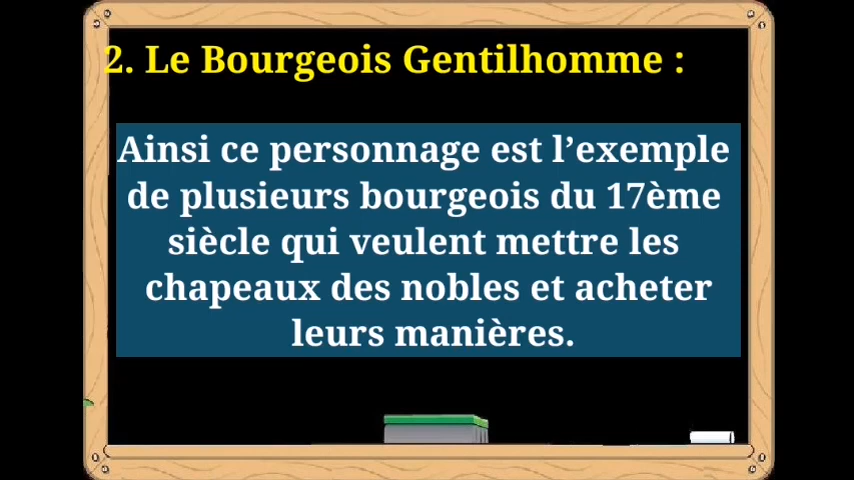 2. Le Bourgeois Gentilhomme :
Ainsi ce personnage est l’exemple
de plusieurs bourgeois du 17ème
siècle qui veulent mettre les
chapeaux des nobles et acheter
leurs manières.